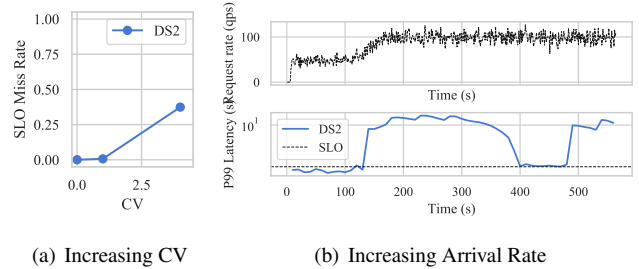 1.00
0.75
0.50
0.25
0.00
SLO Miss Rate
DS2
0.0
2.5
CV
(a) Increasing CV
Request rate (qps)
100
0
Time (s)
P99 Latency (s)
10^1
DS2
SLO
0 100 200 300 400 500
Time (s)
(b) Increasing Arrival Rate